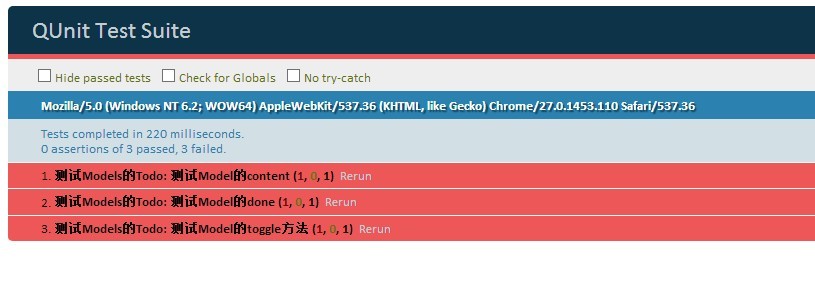 QUnit Test Suite
Hide passed tests Check for Globals No try-catch
Mozilla/5.0 (Windows NT 6.2; WOW64) AppleWebKit/537.36 (KHTML, like Gecko) Chrome/27.0.1453.110 Safari/537.36
Tests completed in 220 milliseconds.
0 assertions of 3 passed, 3 failed.
1. 测试Models的Todo: 测试Model的content (1, 0, 1) Rerun
2. 测试Models的Todo: 测试Model的done (1, 0, 1) Rerun
3. 测试Models的Todo: 测试Model的toggle方法 (1, 0, 1) Rerun